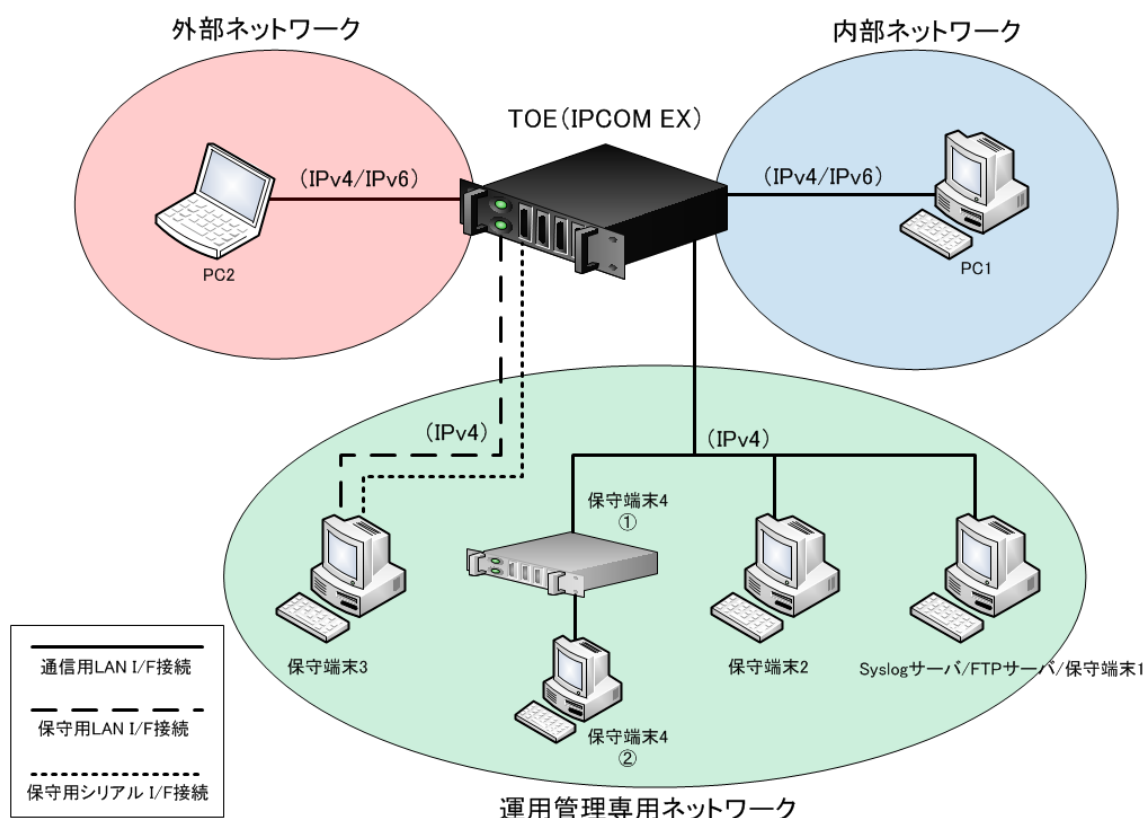 外部ネットワーク
内部ネットワーク
TOE(IPCOM EX)
(IPv4/IPv6)
(IPv4/IPv6)
PC2
PC1
(IPv4)
(IPv4)
保守端末4
①
保守端末3
保守端末2
Syslogサーバ/FTPサーバ/保守端末1
保守端末4
②
通信用LAN I/F接続
保守用LAN I/F接続
保守用シリアル I/F接続
運用管理専用ネットワーク